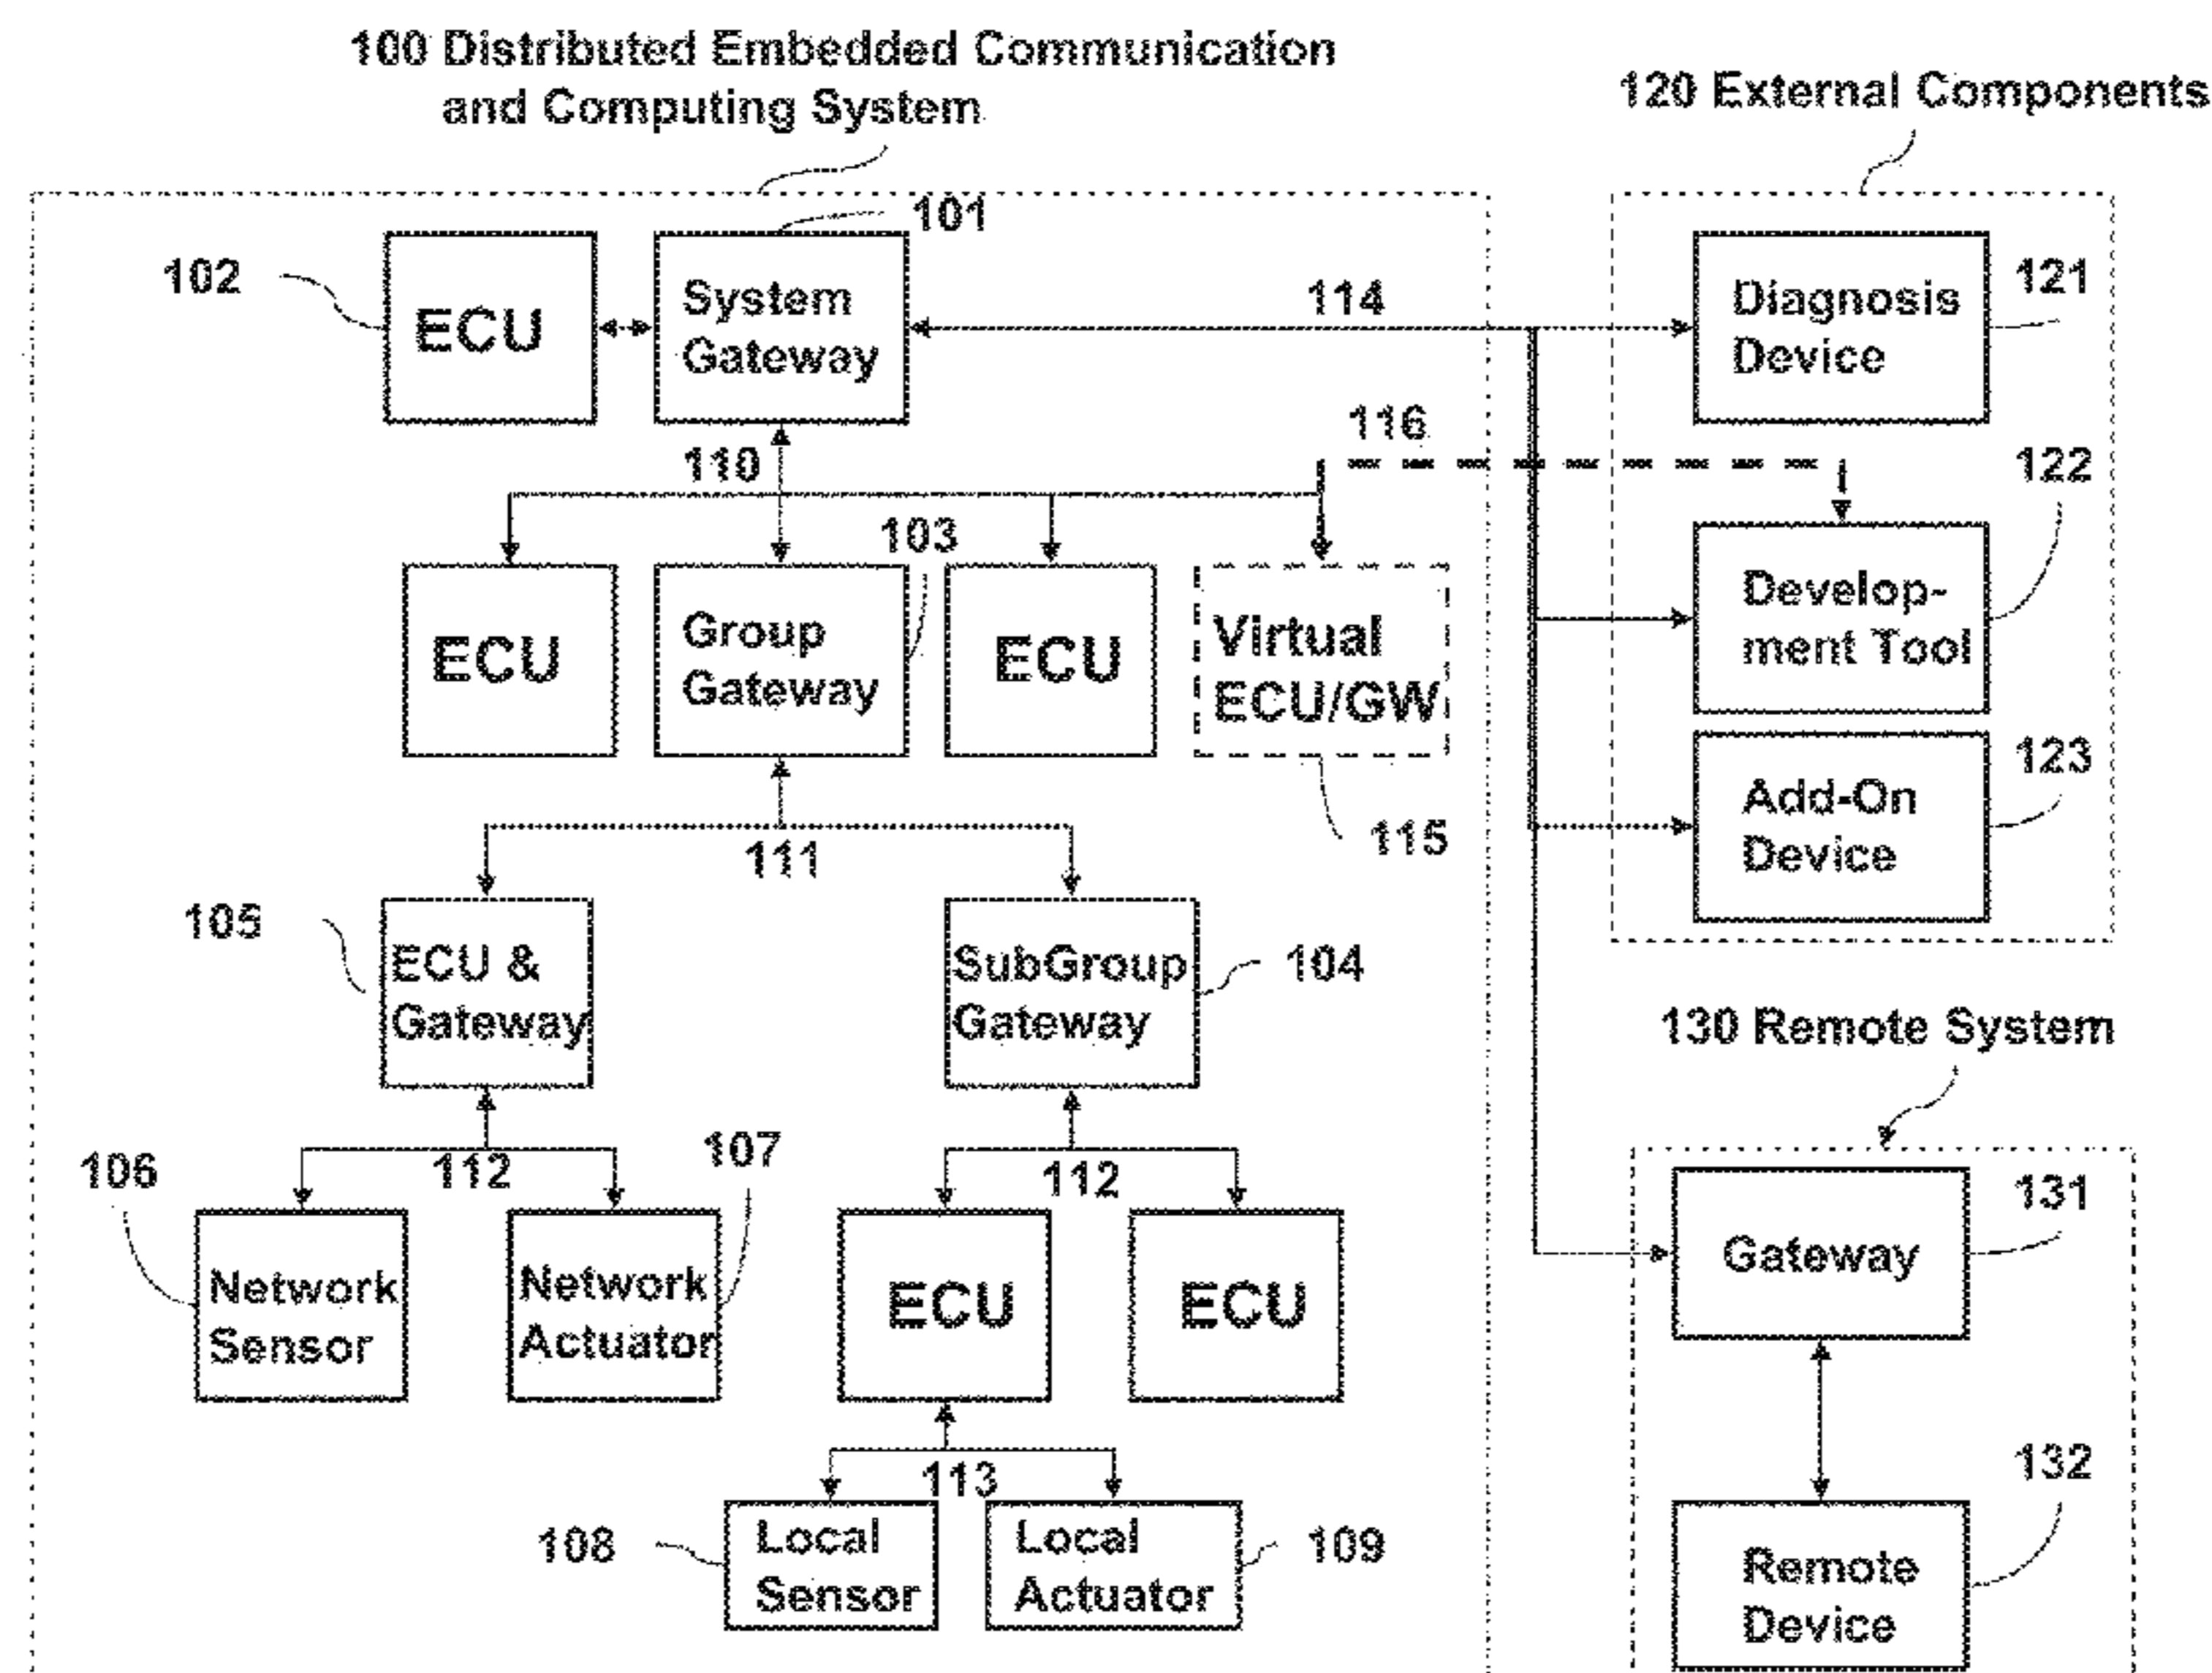 100 Distributed Embedded Communication
and Computing System
120 External Components
101
102
ECU
System
Gateway
114
Diagnosis
Device
121
116
110
122
103
ECU
Group
Gateway
ECU
Virtual
ECU/GW
Develop-
ment Tool
123
Add-On
Device
111
115
105
ECU &
Gateway
SubGroup
Gateway
104
130 Remote System
106
112
107
112
131
Gateway
Network
Sensor
Network
Actuator
ECU
ECU
113
132
108
Local
Sensor
Local
Actuator
109
Remote
Device